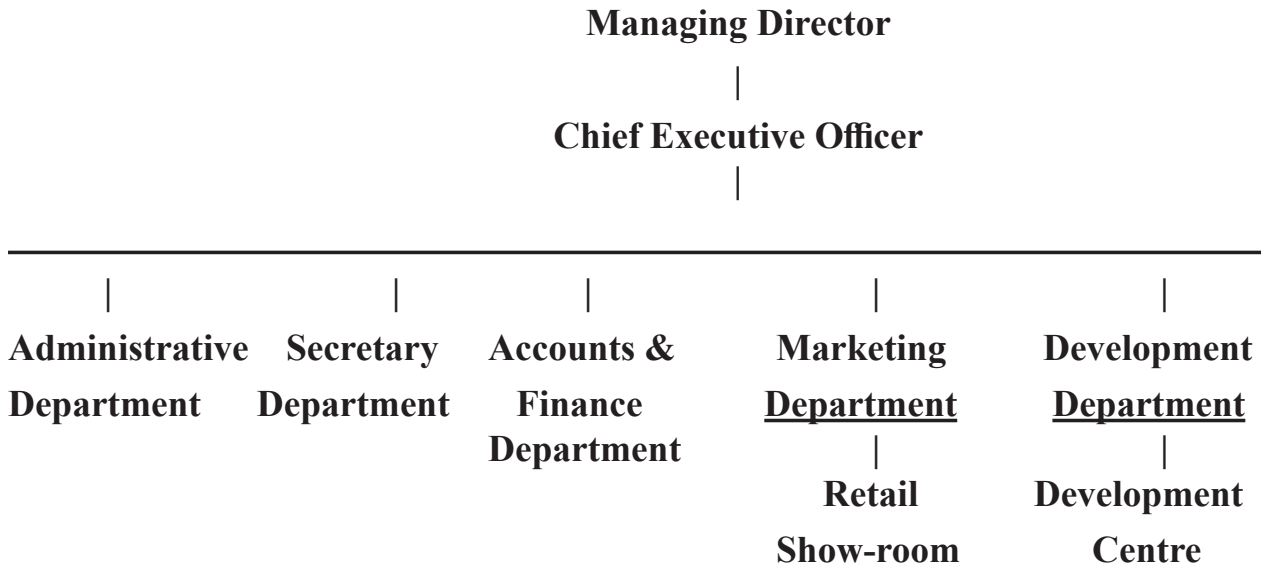 Managing Director
Chief Executive Officer
Administrative Secretary Accounts & Marketing Development
Department Department Finance Department Department
Department
Retail Development
Show-room Centre